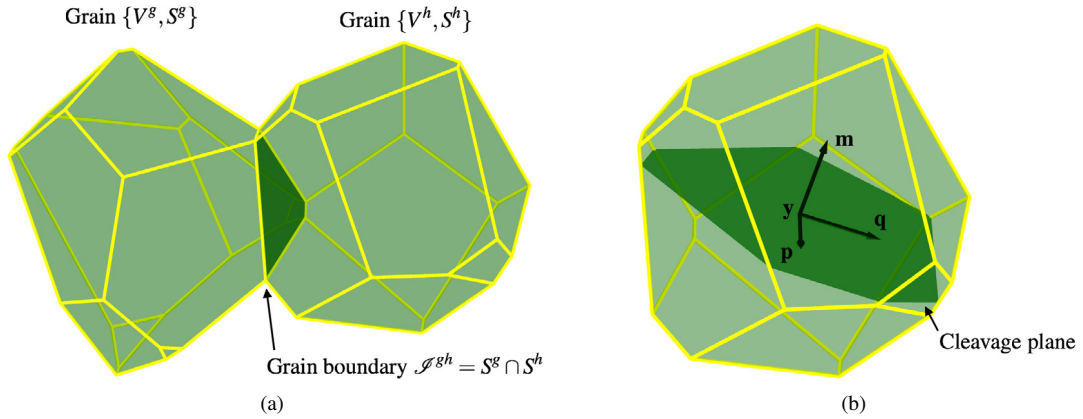 Grain {V^g, S^g}
Grain {V^h, S^h}
Grain boundary ℐ^gh = S^g ∩ S^h
(a)
m
y
q
p
Cleavage plane
(b)